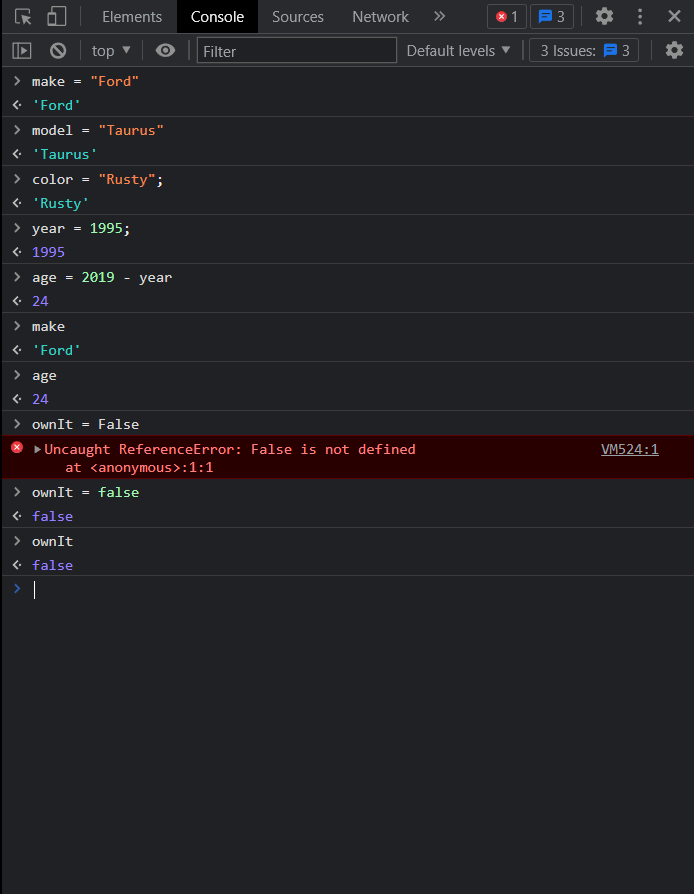 Elements Console Sources Network 1 3
top Filter Default levels 3 Issues: 3
make = "Ford"
'Ford'
model = "Taurus"
'Taurus'
color = "Rusty";
'Rusty'
year = 1995;
1995
age = 2019 - year
24
make
'Ford'
age
24
ownIt = False
Uncaught ReferenceError: False is not defined VM524:1
at <anonymous>:1:1
ownIt = false
false
ownIt
false